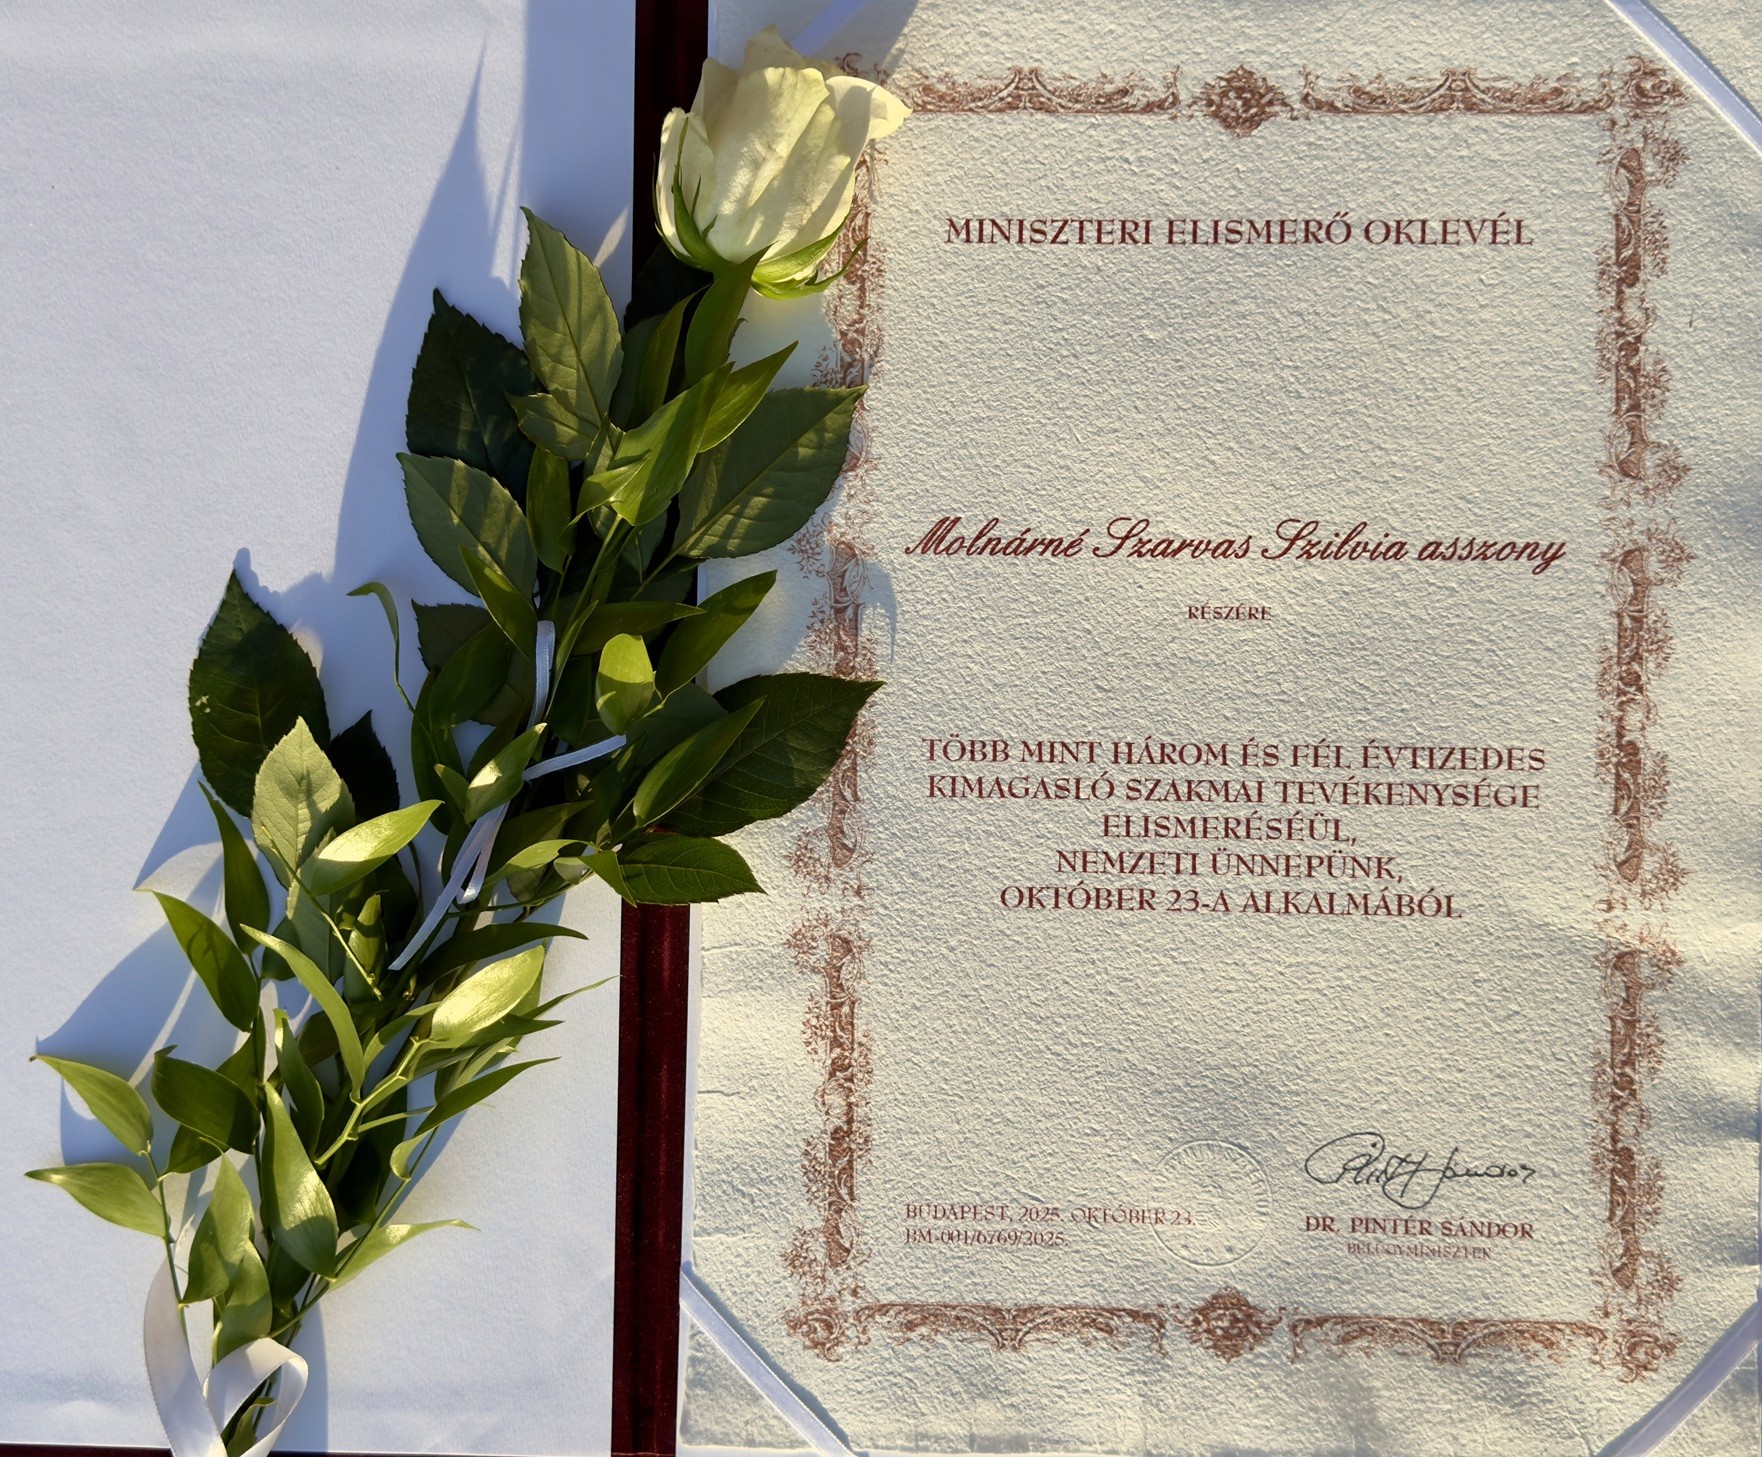 MINISZTERI ELISMERŐ OKLEVÉL
Molnárné Szarvas Szilvia asszony
RÉSZÉRE
TÖBB MINT HÁROM ÉS FÉL ÉVTIZEDES
KIMAGASLÓ SZAKMAI TEVÉKENYSÉGE
ELISMERÉSÉÜL,
NEMZETI ÜNNEPÜNK,
OKTÓBER 23-A ALKALMÁBÓL
BUDAPEST, 2025. OKTÓBER 23.
BM-001/6769/2025.
DR. PINTÉR SÁNDOR
BELÜGYMINISZTER